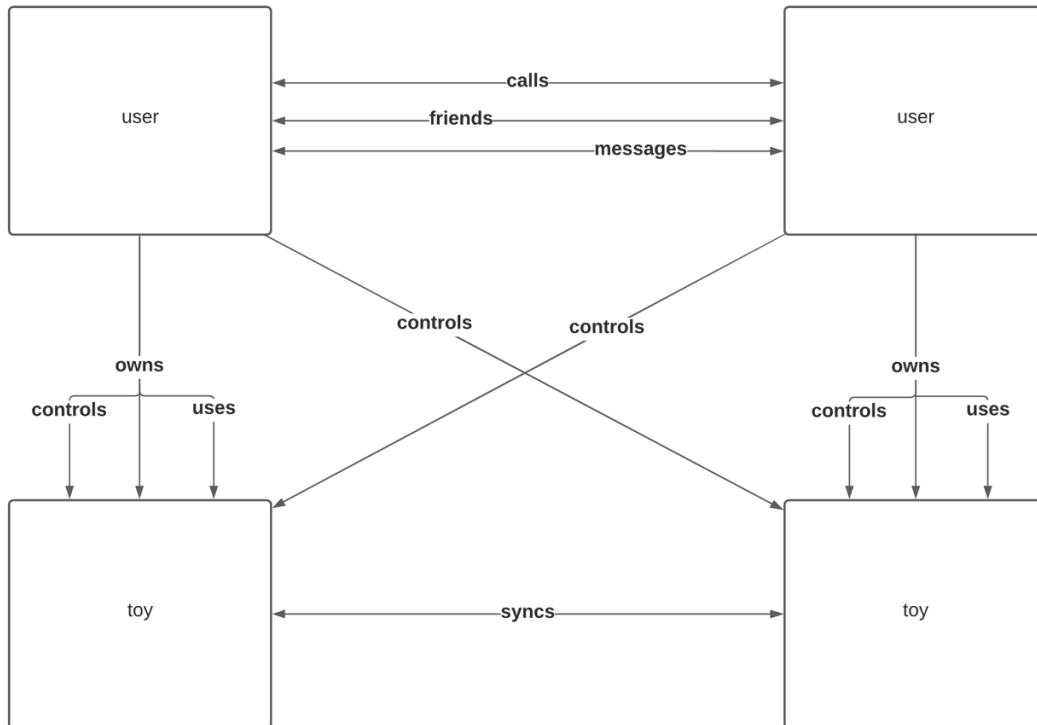 calls
user
user
friends
messages
controls
controls
owns
owns
controls
uses
controls
uses
toy
syncs
toy